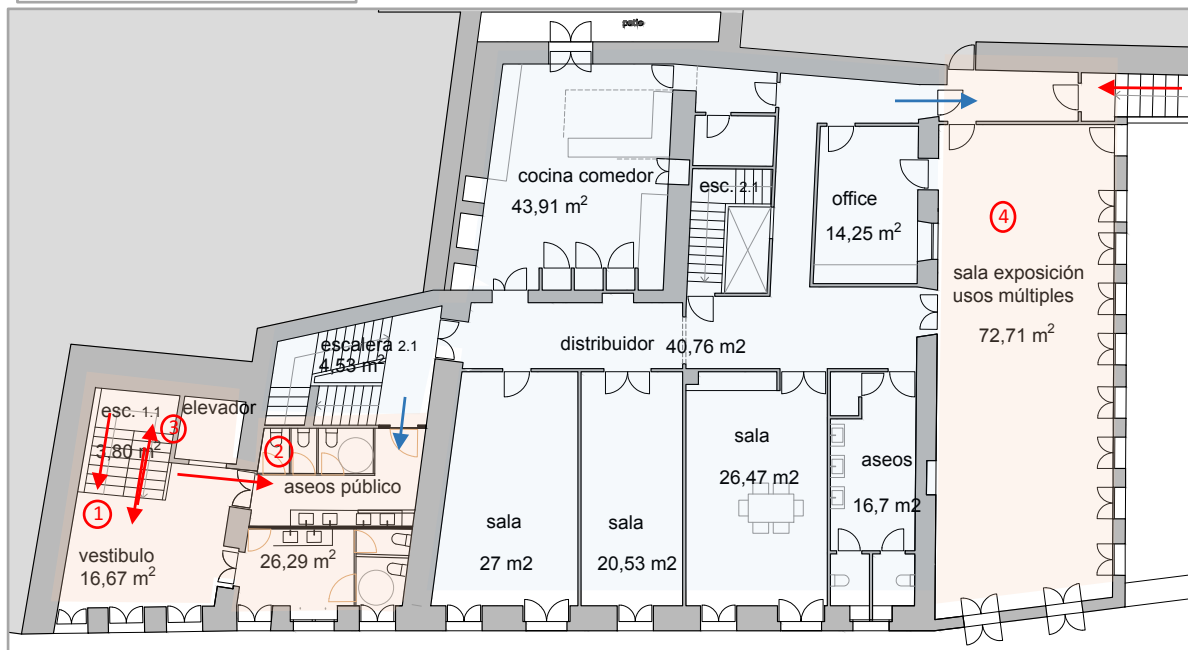 patio
cocina comedor
43,91 m²
esc. 2.1
office
14,25 m²
4
sala exposición
usos múltiples
72,71 m²
distribuidor 40,76 m2
escalera 2.1
4,53 m²
esc. 1.1
elevador
3
3,80 m²
2
aseos público
1
vestibulo
16,67 m²
26,29 m²
sala
27 m2
sala
20,53 m2
sala
26,47 m2
aseos
16,7 m2